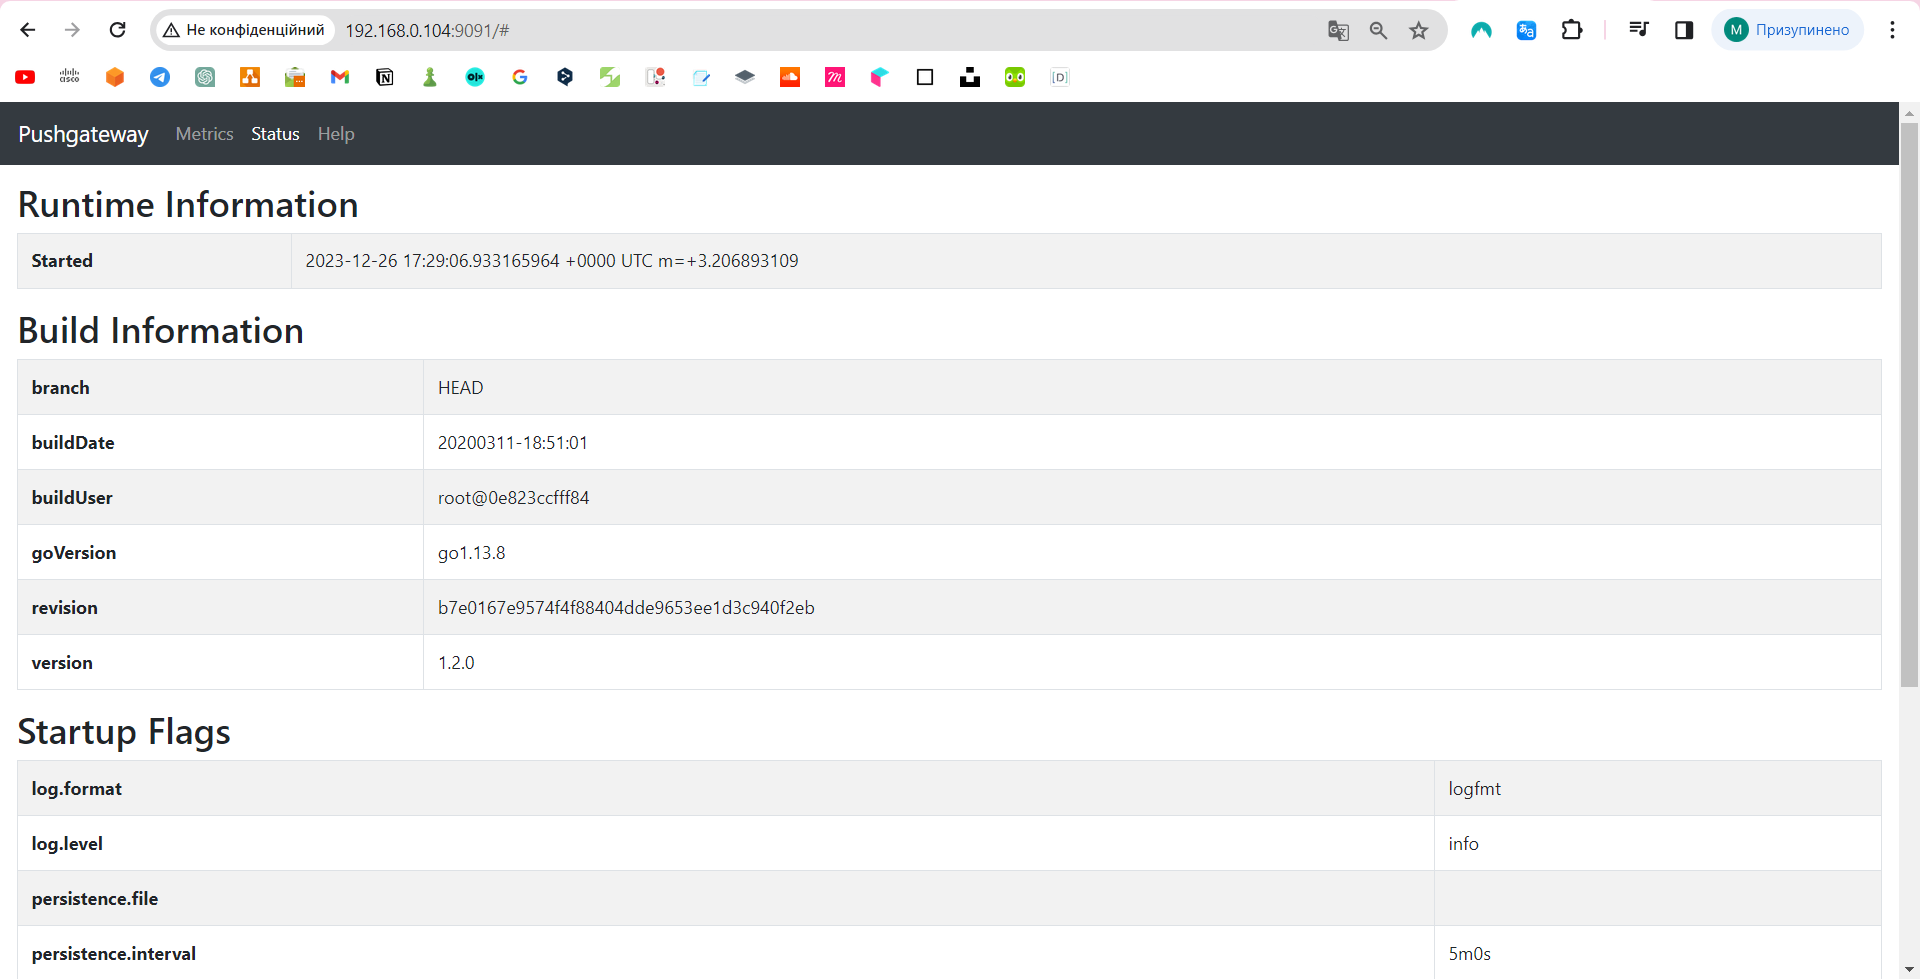 Не конфіденційний 192.168.0.104:9091/# M Призупинено
Pushgateway Metrics Status Help
Runtime Information
Started 2023-12-26 17:29:06.933165964 +0000 UTC m=+3.206893109
Build Information
branch HEAD
buildDate 20200311-18:51:01
buildUser root@0e823ccfff84
goVersion go1.13.8
revision b7e0167e9574f4f88404dde9653ee1d3c940f2eb
version 1.2.0
Startup Flags
log.format logfmt
log.level info
persistence.file
persistence.interval 5m0s